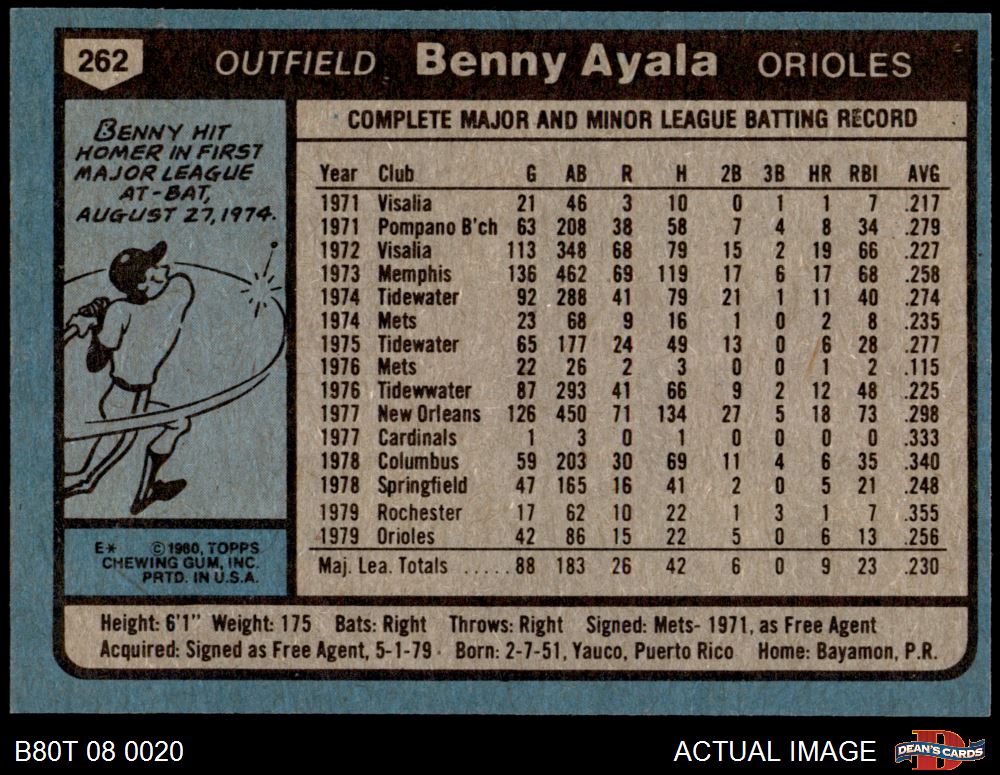 262 OUTFIELD Benny Ayala ORIOLES
BENNY HIT
HOMER IN FIRST
MAJOR LEAGUE
AT-BAT,
AUGUST 27, 1974.
E* © 1980, TOPPS
CHEWING GUM, INC.
PRTD. IN U.S.A.
COMPLETE MAJOR AND MINOR LEAGUE BATTING RECORD
Year Club G AB R H 2B 3B HR RBI AVG
1971 Visalia 21 46 3 10 0 1 1 7 .217
1971 Pompano B'ch 63 208 38 58 7 4 8 34 .279
1972 Visalia 113 348 68 79 15 2 19 66 .227
1973 Memphis 136 462 69 119 17 6 17 68 .258
1974 Tidewater 92 288 41 79 21 1 11 40 .274
1974 Mets 23 68 9 16 1 0 2 8 .235
1975 Tidewater 65 177 24 49 13 0 6 28 .277
1976 Mets 22 26 2 3 0 0 1 2 .115
1976 Tidewwater 87 293 41 66 9 2 12 48 .225
1977 New Orleans 126 450 71 134 27 5 18 73 .298
1977 Cardinals 1 3 0 1 0 0 0 0 .333
1978 Columbus 59 203 30 69 11 4 6 35 .340
1978 Springfield 47 165 16 41 2 0 5 21 .248
1979 Rochester 17 62 10 22 1 3 1 7 .355
1979 Orioles 42 86 15 22 5 0 6 13 .256
Maj. Lea. Totals .....88 183 26 42 6 0 9 23 .230
Height: 6'1" Weight: 175 Bats: Right Throws: Right Signed: Mets- 1971, as Free Agent
Acquired: Signed as Free Agent, 5-1-79 Born: 2-7-51, Yauco, Puerto Rico Home: Bayamon, P.R.
B80T 08 0020 ACTUAL IMAGE B DEAN'S CARDS